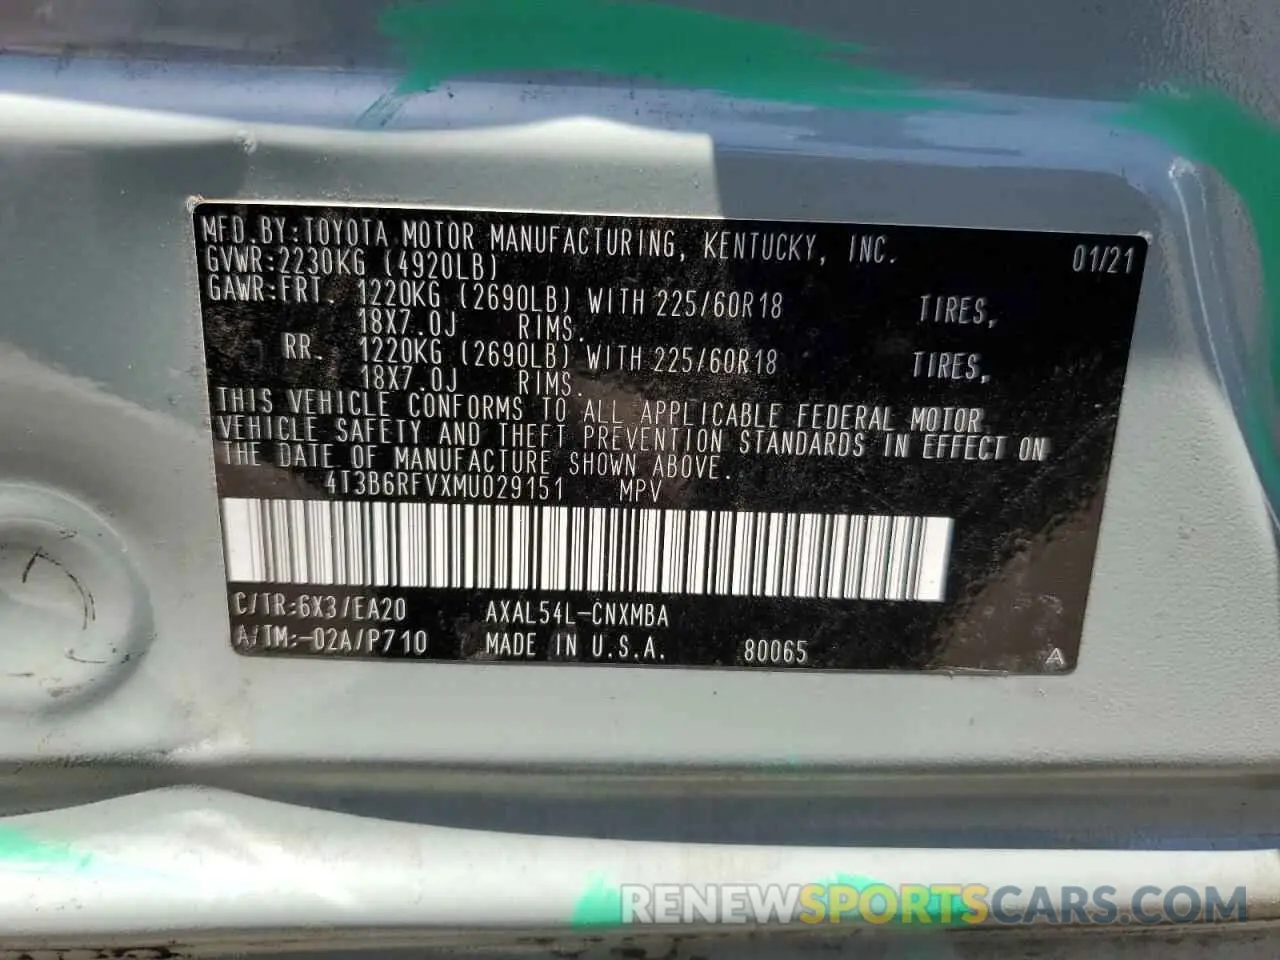 MFD.BY:TOYOTA MOTOR MANUFACTURING, KENTUCKY, INC. 01/21
GVWR:2230KG (4920LB)
GAWR:FRT. 1220KG (2690LB) WITH 225/60R18 TIRES,
18X7.0J RIMS.
RR. 1220KG (2690LB) WITH 225/60R18 TIRES,
18X7.0J RIMS.
THIS VEHICLE CONFORMS TO ALL APPLICABLE FEDERAL MOTOR
VEHICLE SAFETY AND THEFT PREVENTION STANDARDS IN EFFECT ON
THE DATE OF MANUFACTURE SHOWN ABOVE.
4T3B6RFVXMU029151 MPV
C/TR:6X3/EA20 AXAL54L-CNXMBA
A/TM:-02A/P710 MADE IN U.S.A. 80065 A
RENEWSPORTSCARS.COM